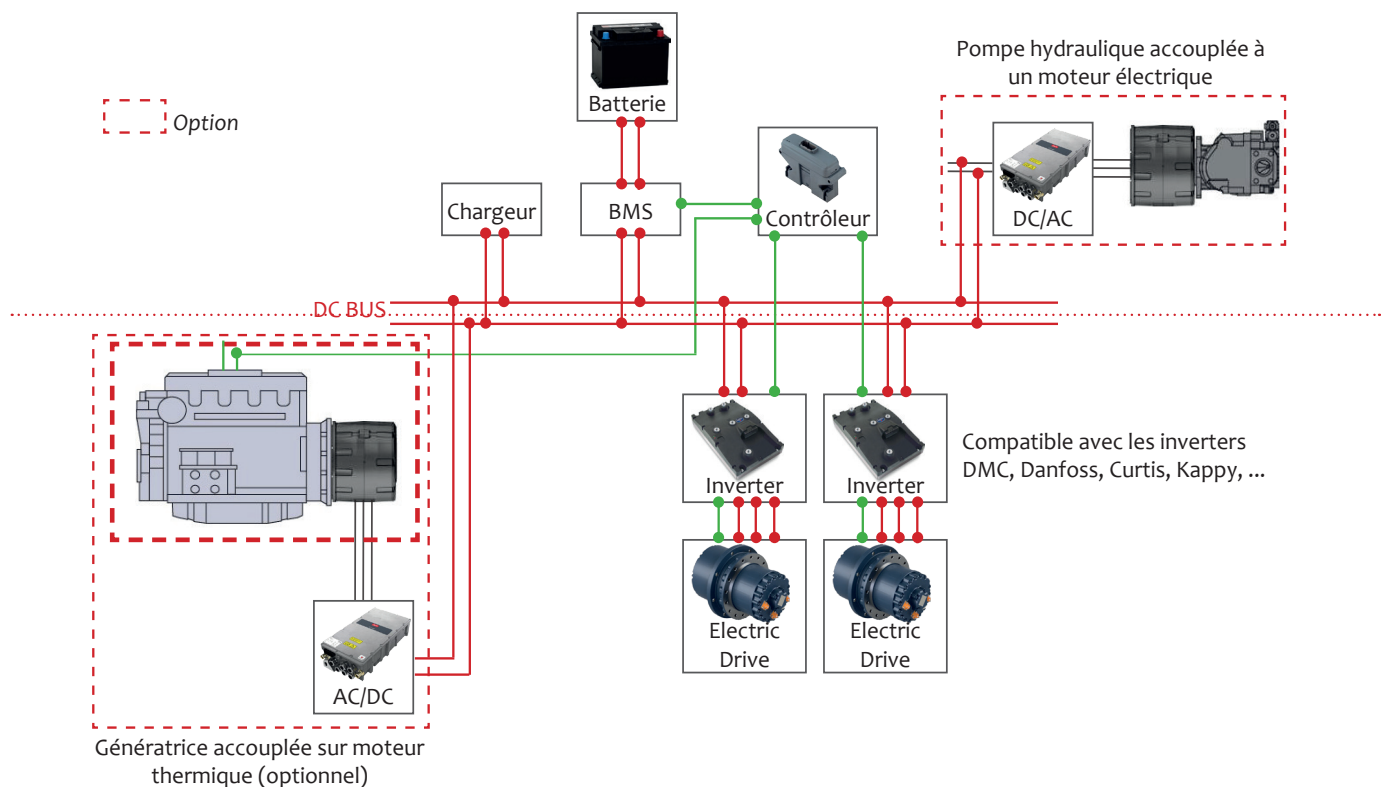 Pompe hydraulique accouplée à
un moteur électrique
Batterie
Option
Chargeur
BMS
Contrôleur
DC/AC
DC BUS
Inverter
Inverter
Compatible avec les inverters
DMC, Danfoss, Curtis, Kappy, ...
Electric
Drive
Electric
Drive
AC/DC
Génératrice accouplée sur moteur
thermique (optionnel)